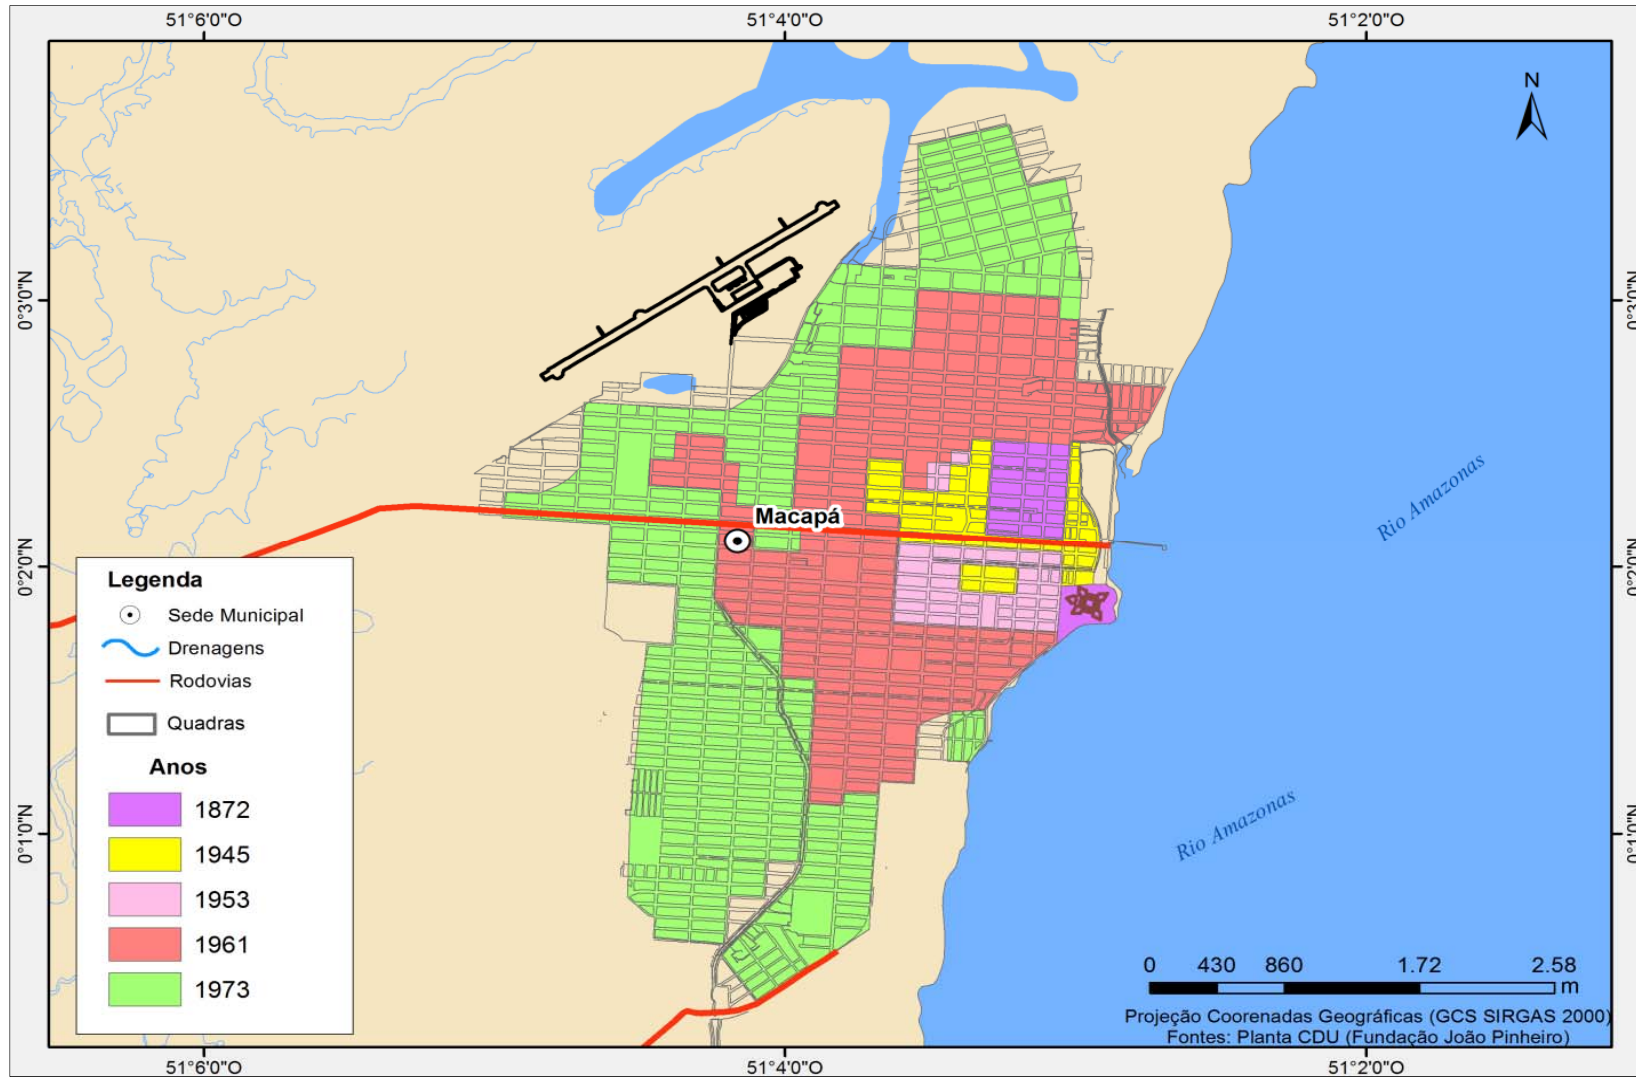 51°6'0"O
51°4'0"O
51°2'0"O
N
0°3'0"N
0°3'0"N
Macapá
Rio Amazonas
0°2'0"N
0°2'0"N
Legenda
Sede Municipal
Drenagens
Rodovias
Quadras
Anos
1872
1945
1953
1961
1973
Rio Amazonas
0°1'0"N
0°1'0"N
0 430 860 1.72 2.58
m
Projeção Coorenadas Geográficas (GCS SIRGAS 2000)
Fontes: Planta CDU (Fundação João Pinheiro)
51°6'0"O
51°4'0"O
51°2'0"O